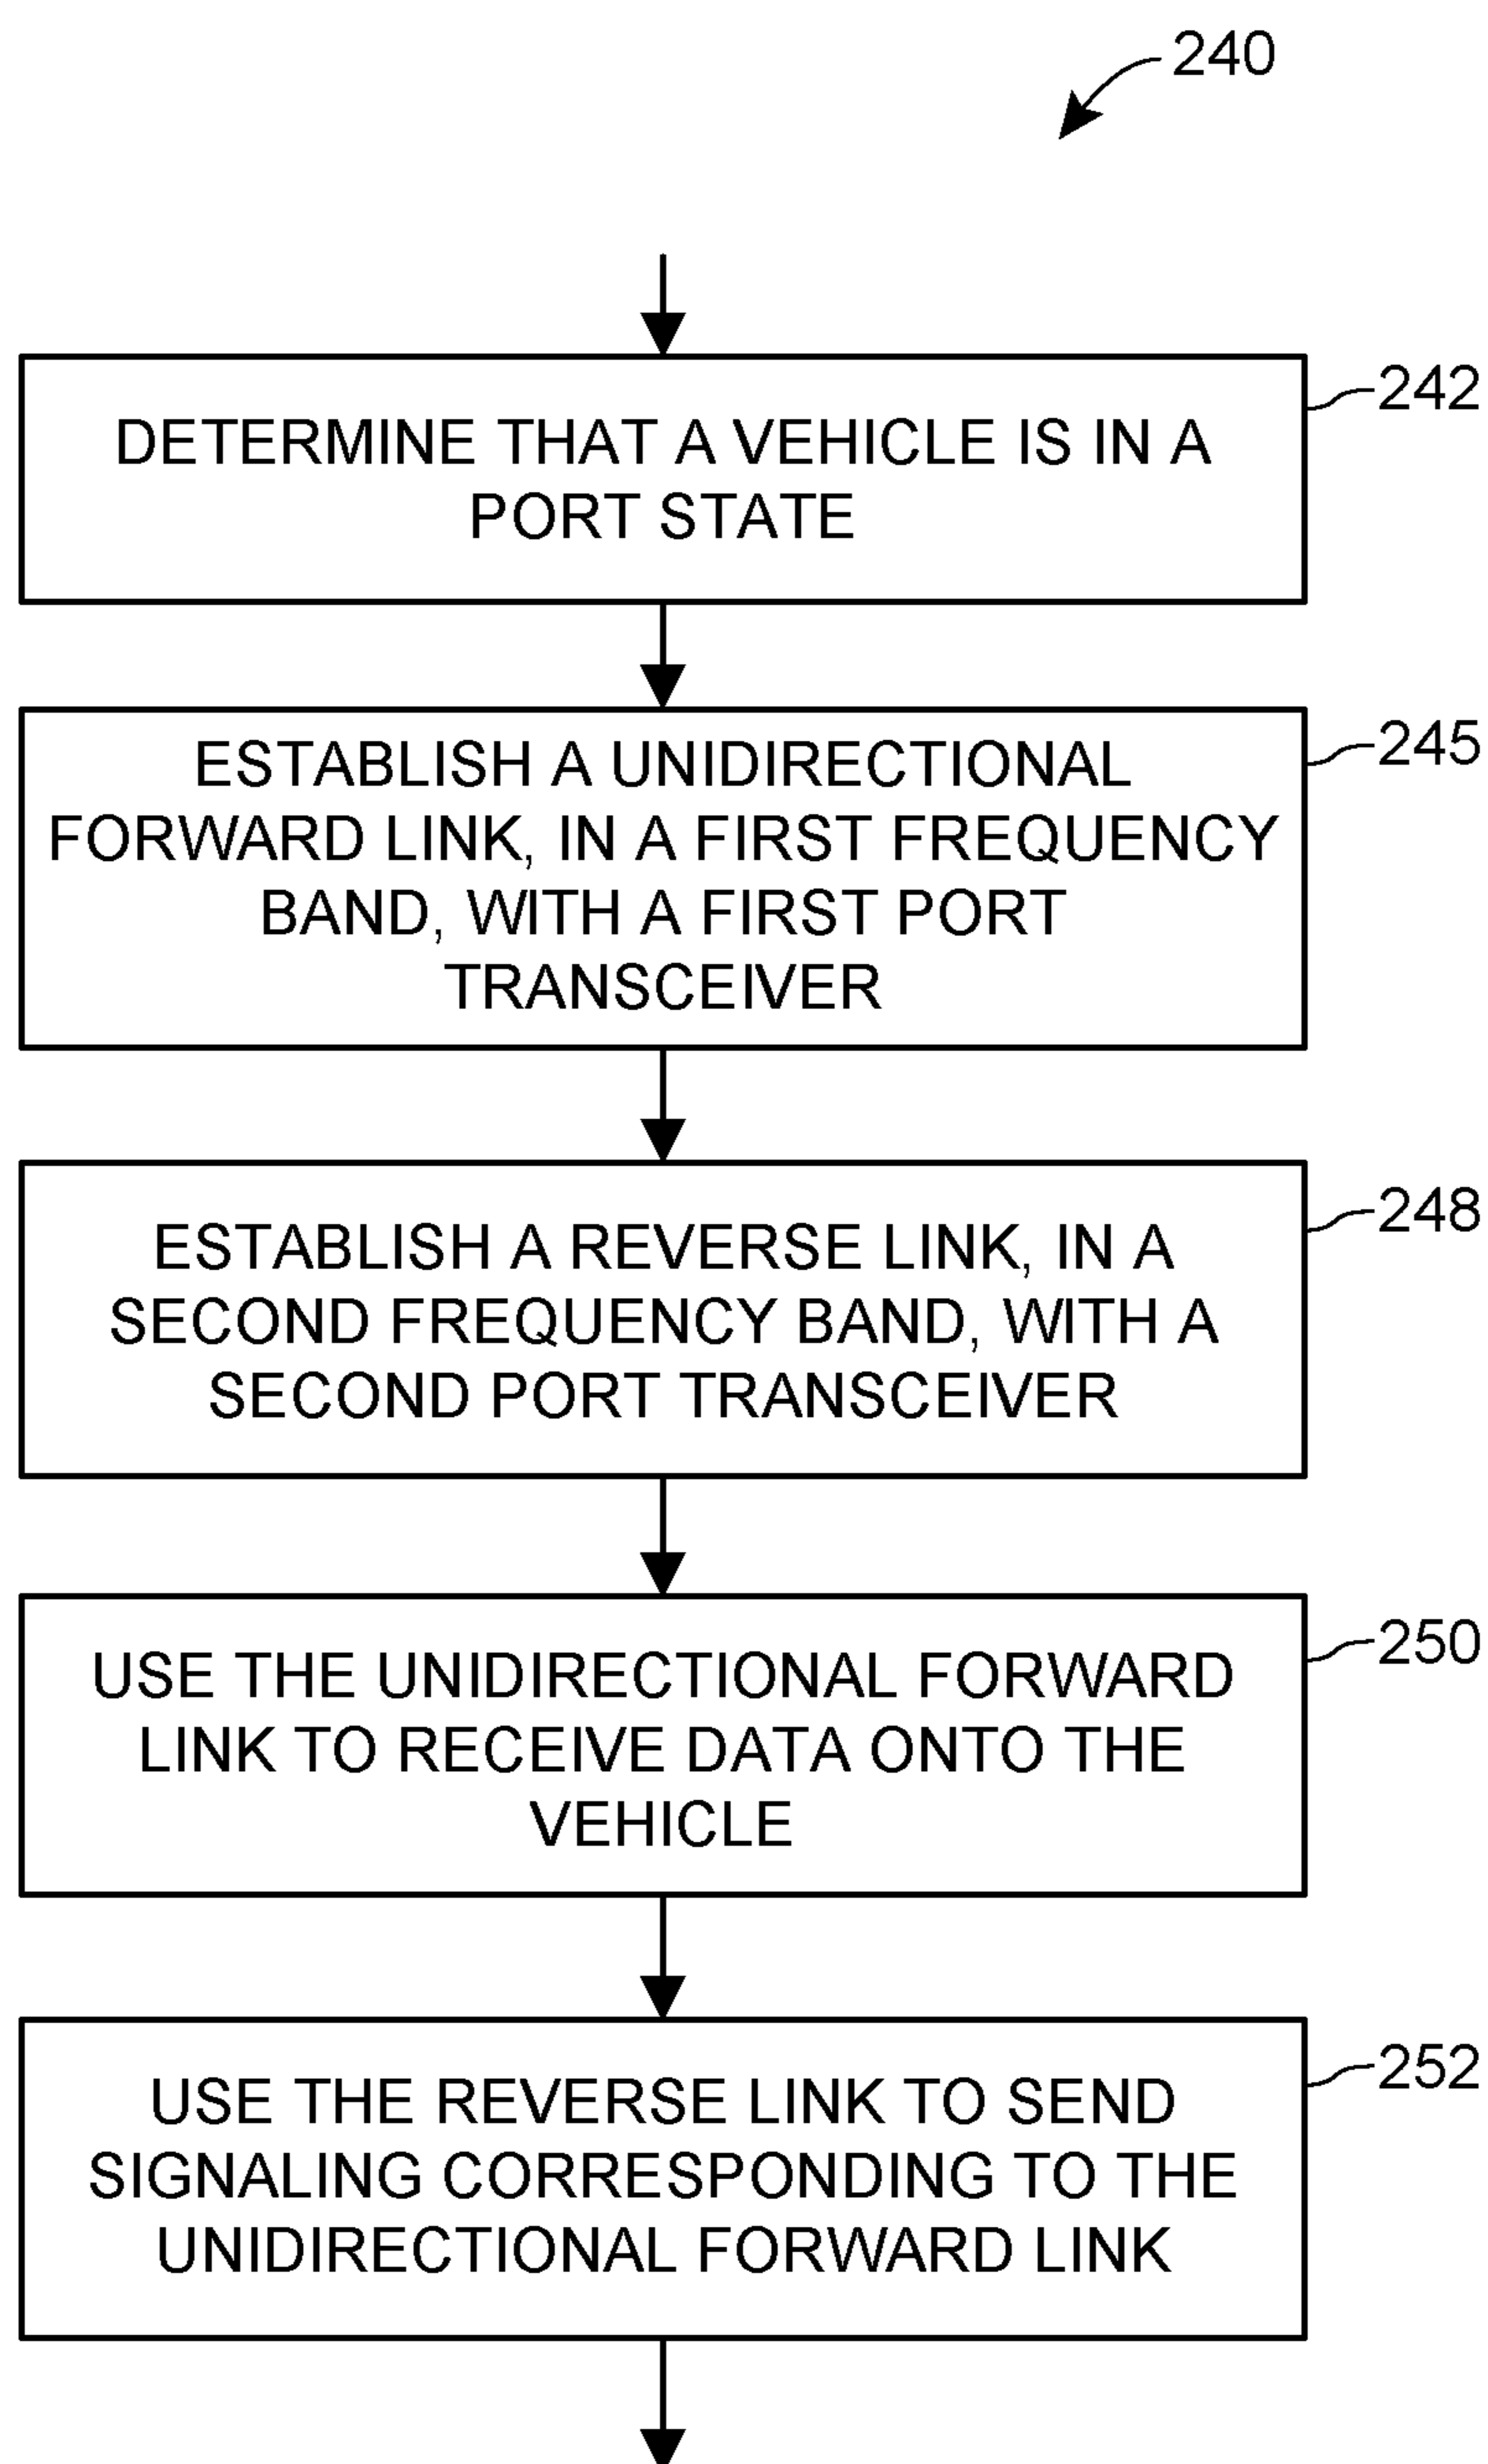 240
DETERMINE THAT A VEHICLE IS IN A
PORT STATE
242
ESTABLISH A UNIDIRECTIONAL
FORWARD LINK, IN A FIRST FREQUENCY
BAND, WITH A FIRST PORT
TRANSCEIVER
245
ESTABLISH A REVERSE LINK, IN A
SECOND FREQUENCY BAND, WITH A
SECOND PORT TRANSCEIVER
248
USE THE UNIDIRECTIONAL FORWARD
LINK TO RECEIVE DATA ONTO THE
VEHICLE
250
USE THE REVERSE LINK TO SEND
SIGNALING CORRESPONDING TO THE
UNIDIRECTIONAL FORWARD LINK
252